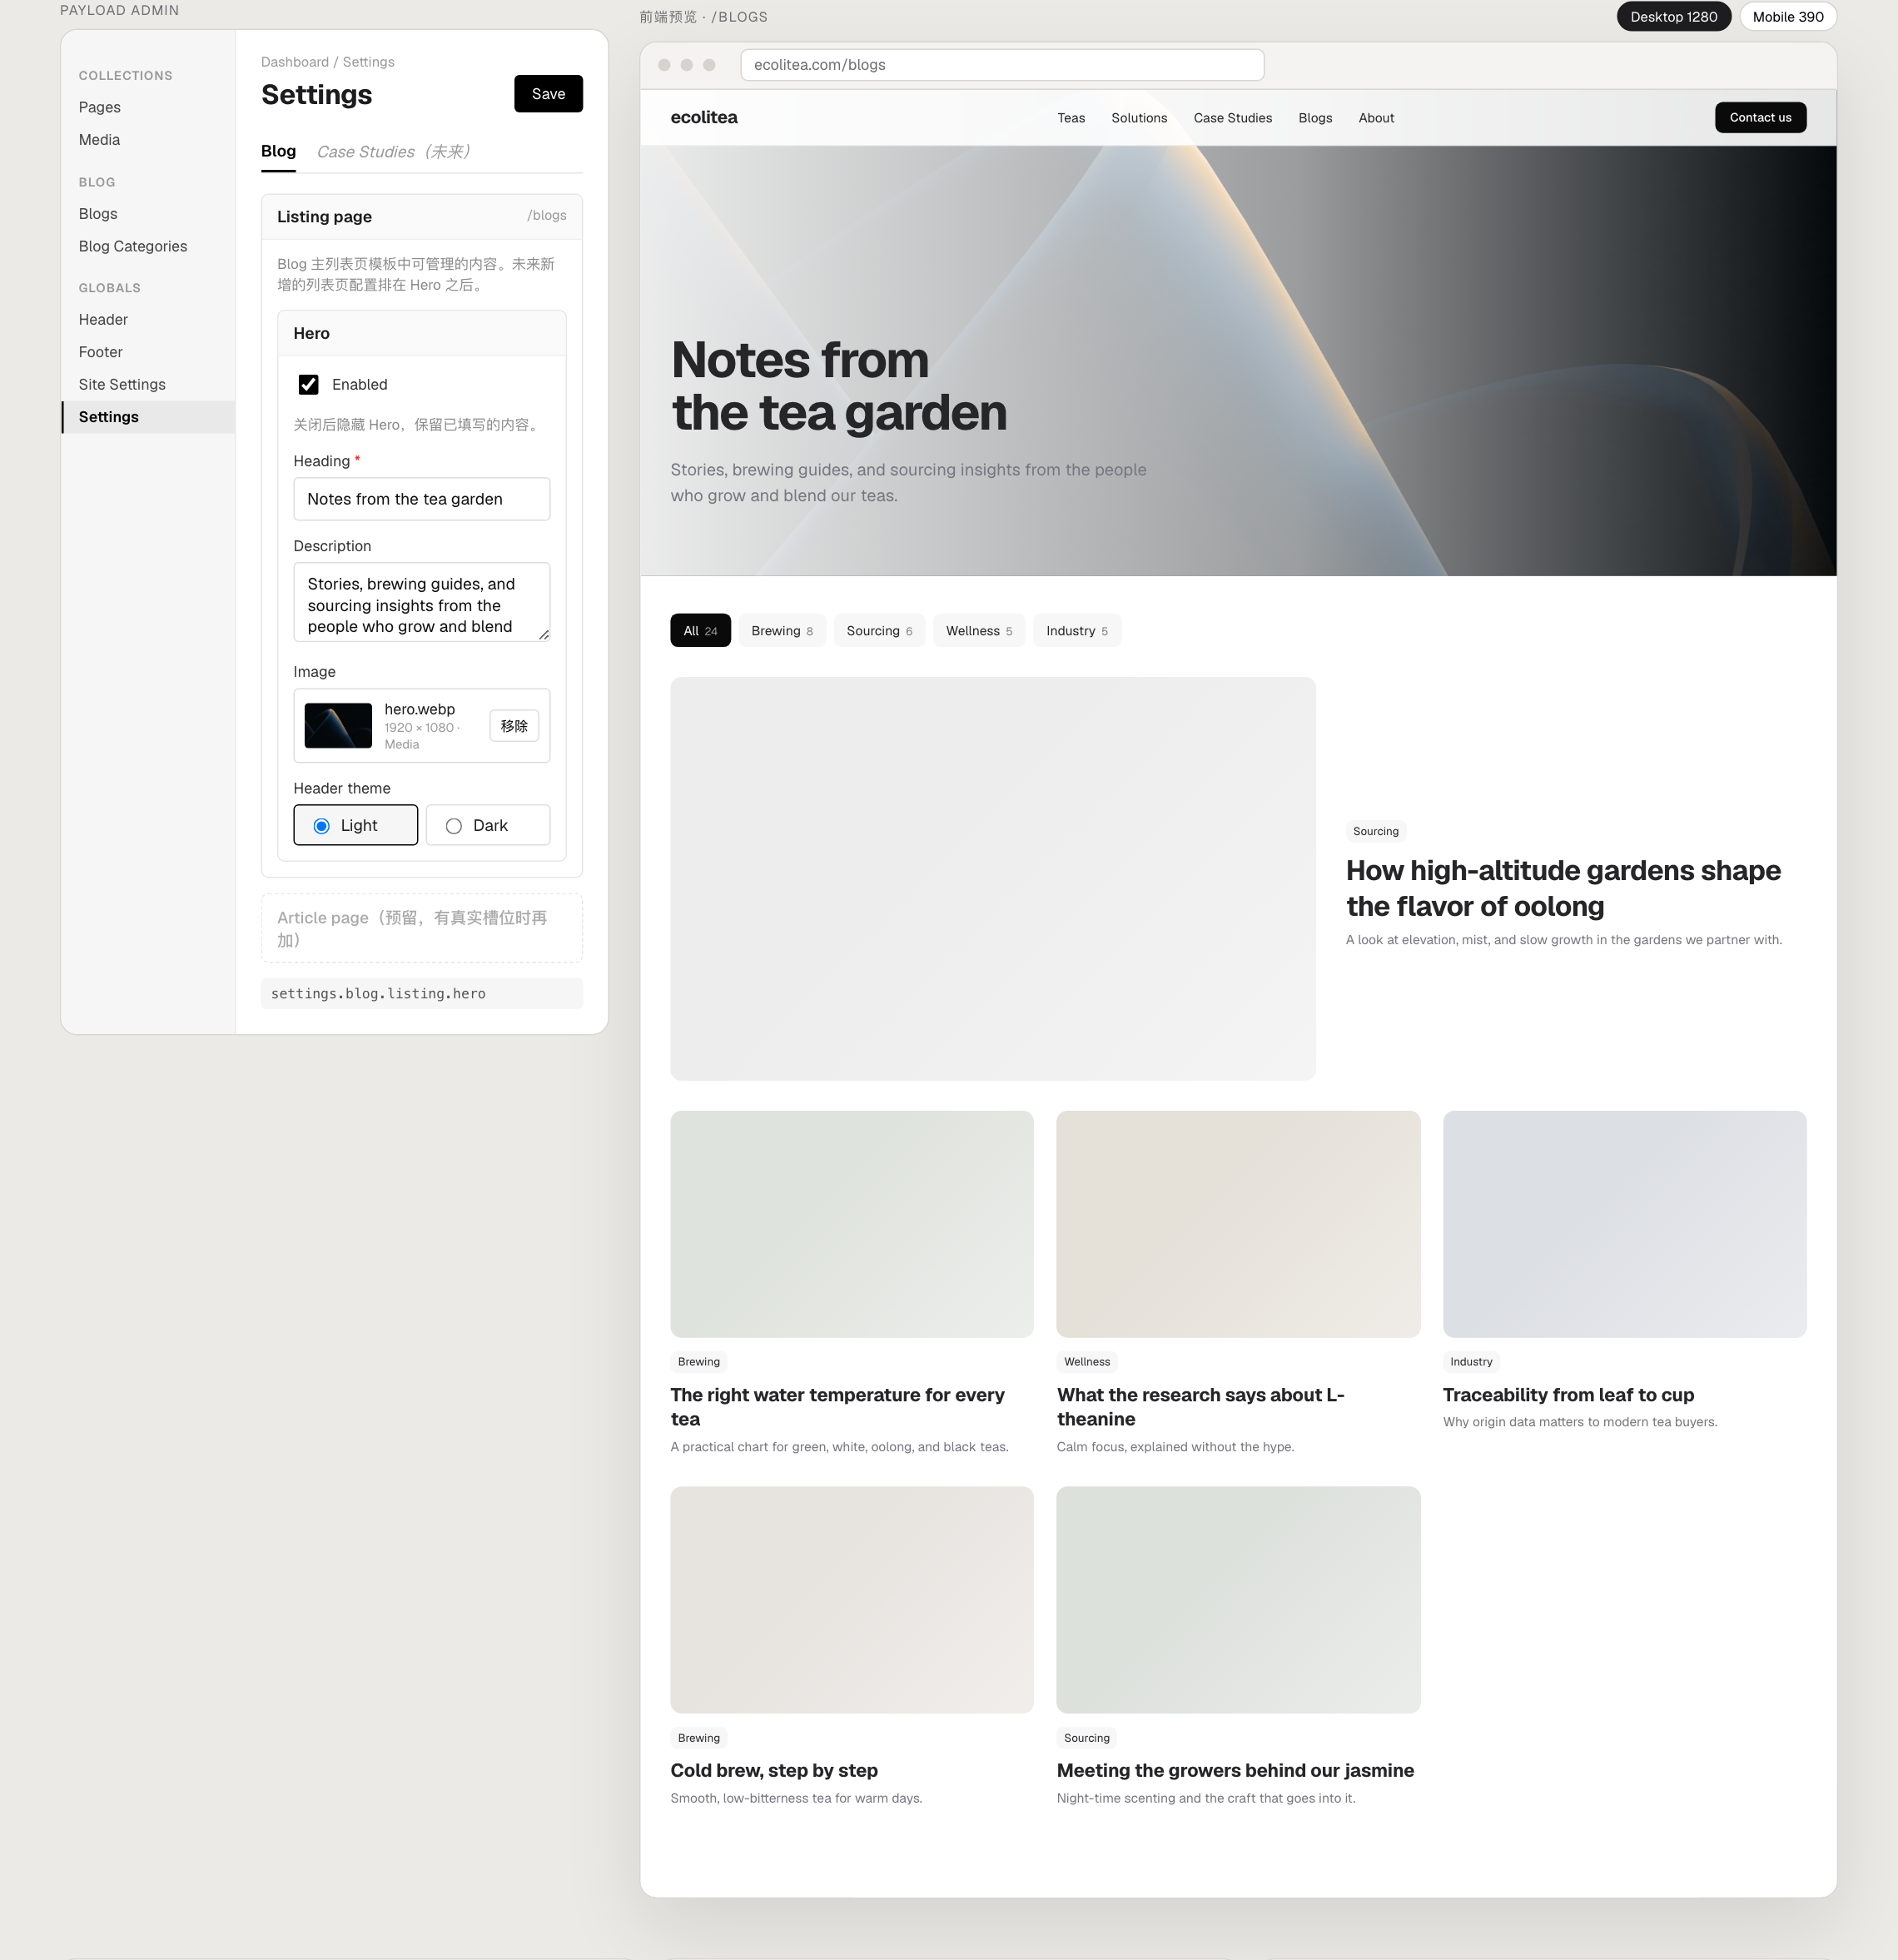 PAYLOAD ADMIN
COLLECTIONS
Pages
Media
BLOG
Blogs
Blog Categories
GLOBALS
Header
Footer
Site Settings
Settings
Dashboard / Settings
Settings
Save
Blog
Case Studies（未来）
Listing page
/blogs
Blog 主列表页模板中可管理的内容。未来新
增的列表页配置排在 Hero 之后。
Hero
Enabled
关闭后隐藏 Hero，保留已填写的内容。
Heading *
Notes from the tea garden
Description
Stories, brewing guides, and
sourcing insights from the
people who grow and blend
Image
hero.webp
1920 × 1080 ·
Media
移除
Header theme
Light
Dark
Article page（预留，有真实槽位时再
加）
settings.blog.listing.hero
前端预览 · /BLOGS
Desktop 1280
Mobile 390
ecolitea.com/blogs
ecolitea
Teas
Solutions
Case Studies
Blogs
About
Contact us
Notes from
the tea garden
Stories, brewing guides, and sourcing insights from the people
who grow and blend our teas.
All 24
Brewing 8
Sourcing 6
Wellness 5
Industry 5
Sourcing
How high-altitude gardens shape
the flavor of oolong
A look at elevation, mist, and slow growth in the gardens we partner with.
Brewing
The right water temperature for every
tea
A practical chart for green, white, oolong, and black teas.
Wellness
What the research says about L-
theanine
Calm focus, explained without the hype.
Industry
Traceability from leaf to cup
Why origin data matters to modern tea buyers.
Brewing
Cold brew, step by step
Smooth, low-bitterness tea for warm days.
Sourcing
Meeting the growers behind our jasmine
Night-time scenting and the craft that goes into it.